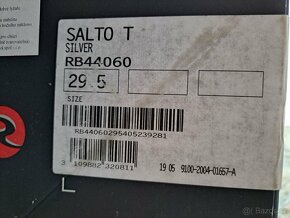 SALTO T
SILVER
RB44060
29.5
SIZE
RB44060295405239281
3 109882 320811
19 05 9100-2004-01657-A